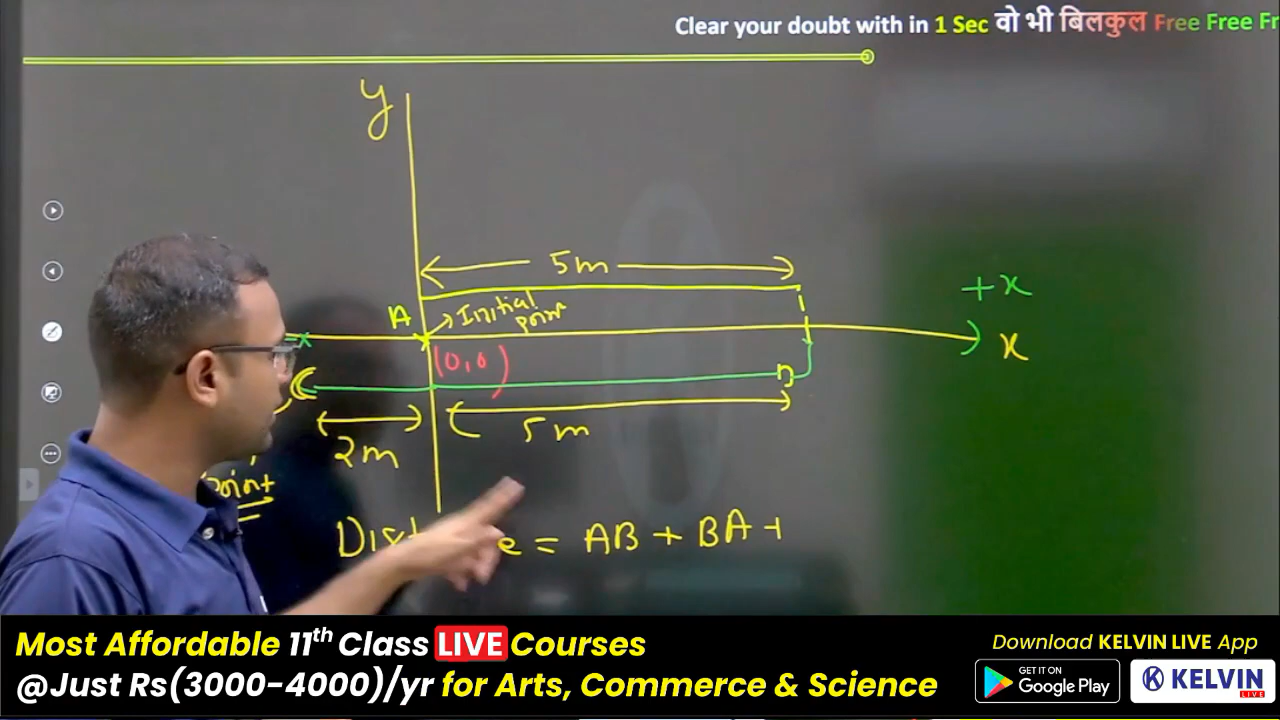 Clear your doubt with in 1 Sec वो भी बिलकुल Free Free Fr
y
5m
+x
A
Initial
point
x
(0,0)
C
B
2m
5m
point
= AB + BA +
Most Affordable 11th Class LIVE Courses
@Just Rs(3000-4000)/yr for Arts, Commerce & Science
Download KELVIN LIVE App
GET IT ON
Google Play
KELVIN
LIVE